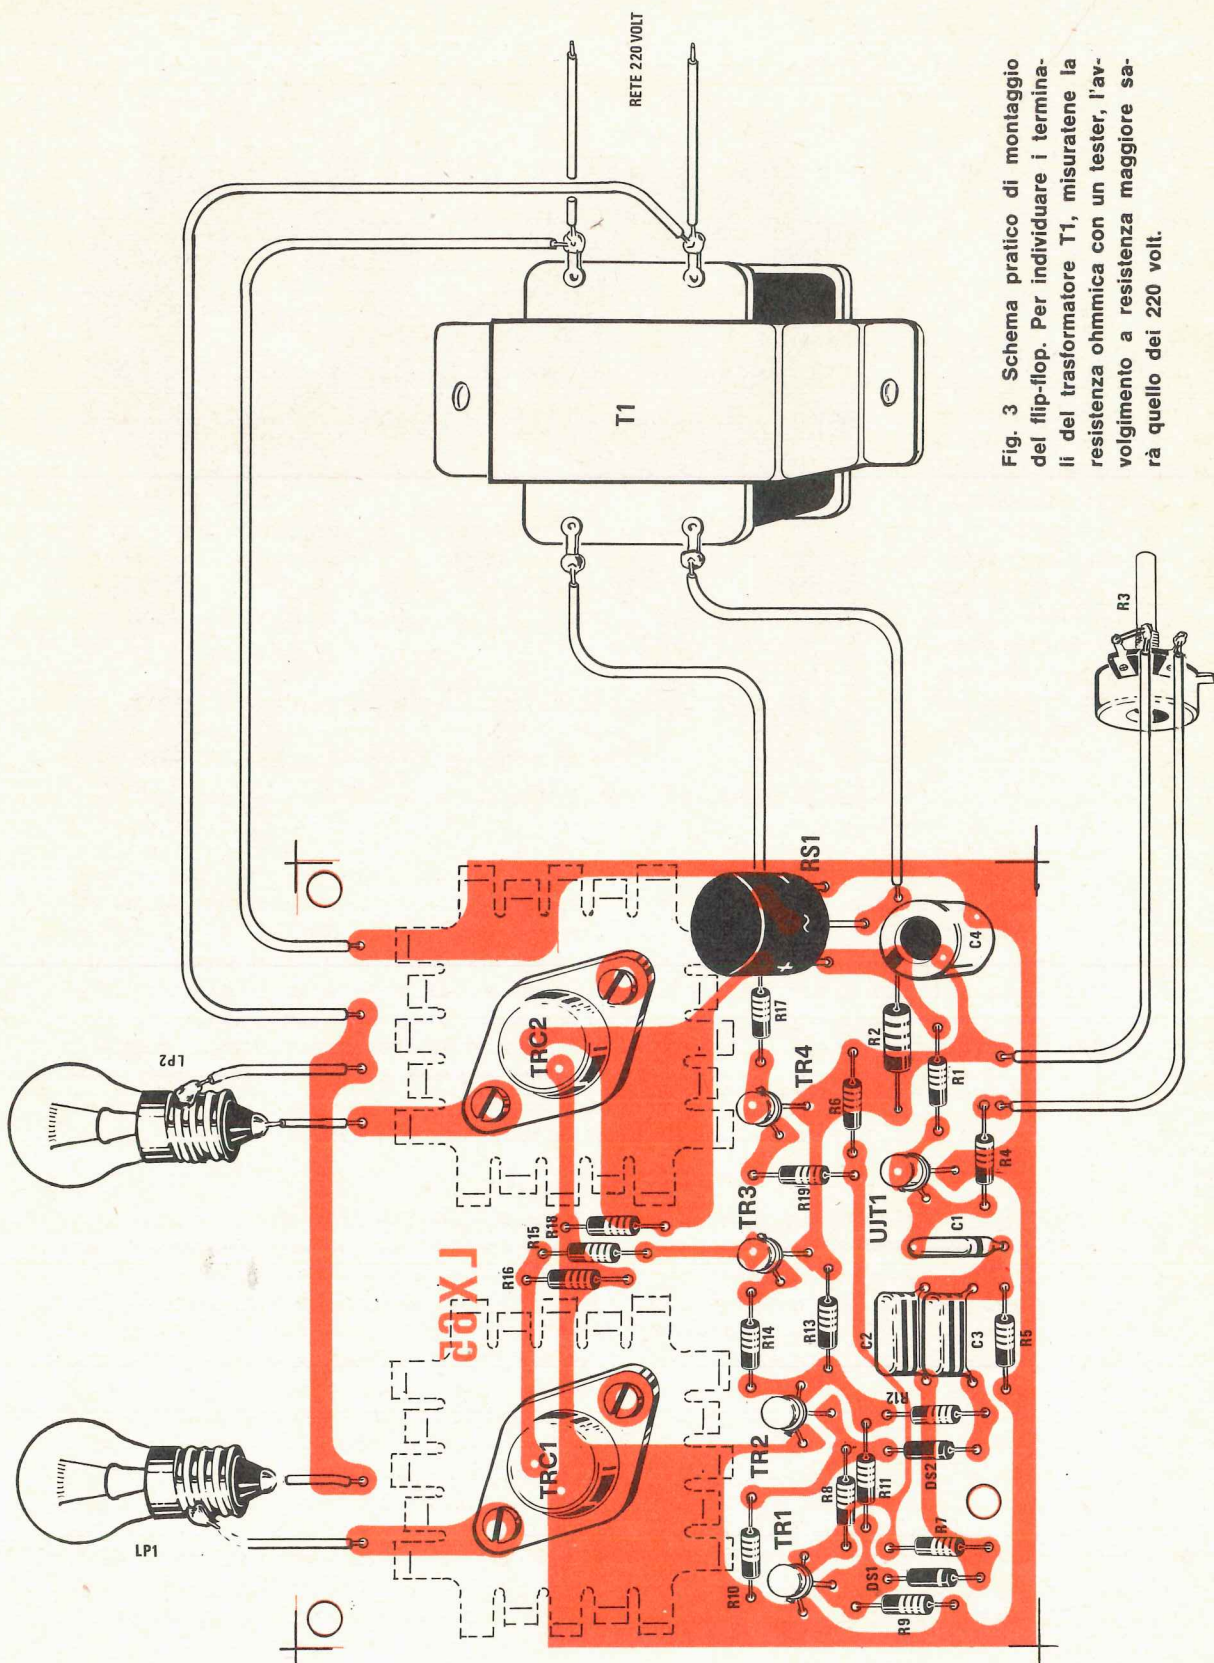 RETE 220 VOLT
T1
Fig. 3 Schema pratico di montaggio
del flip-flop. Per individuare i termina-
li del trasformatore T1, misuratene la
resistenza ohmmica con un tester, l'av-
volgimento a resistenza maggiore sa-
rà quello dei 220 volt.
R3
LP2
LP1
TRC2
TRC1
LX65
RS1
+
~
C4
R17
TR4
R2
R1
R6
R19
UJT1
R4
C1
TR3
R15
R18
R16
R14
R13
C2
C3
R5
R12
TR2
DS2
R11
R8
TR1
R10
R7
DS1
R9